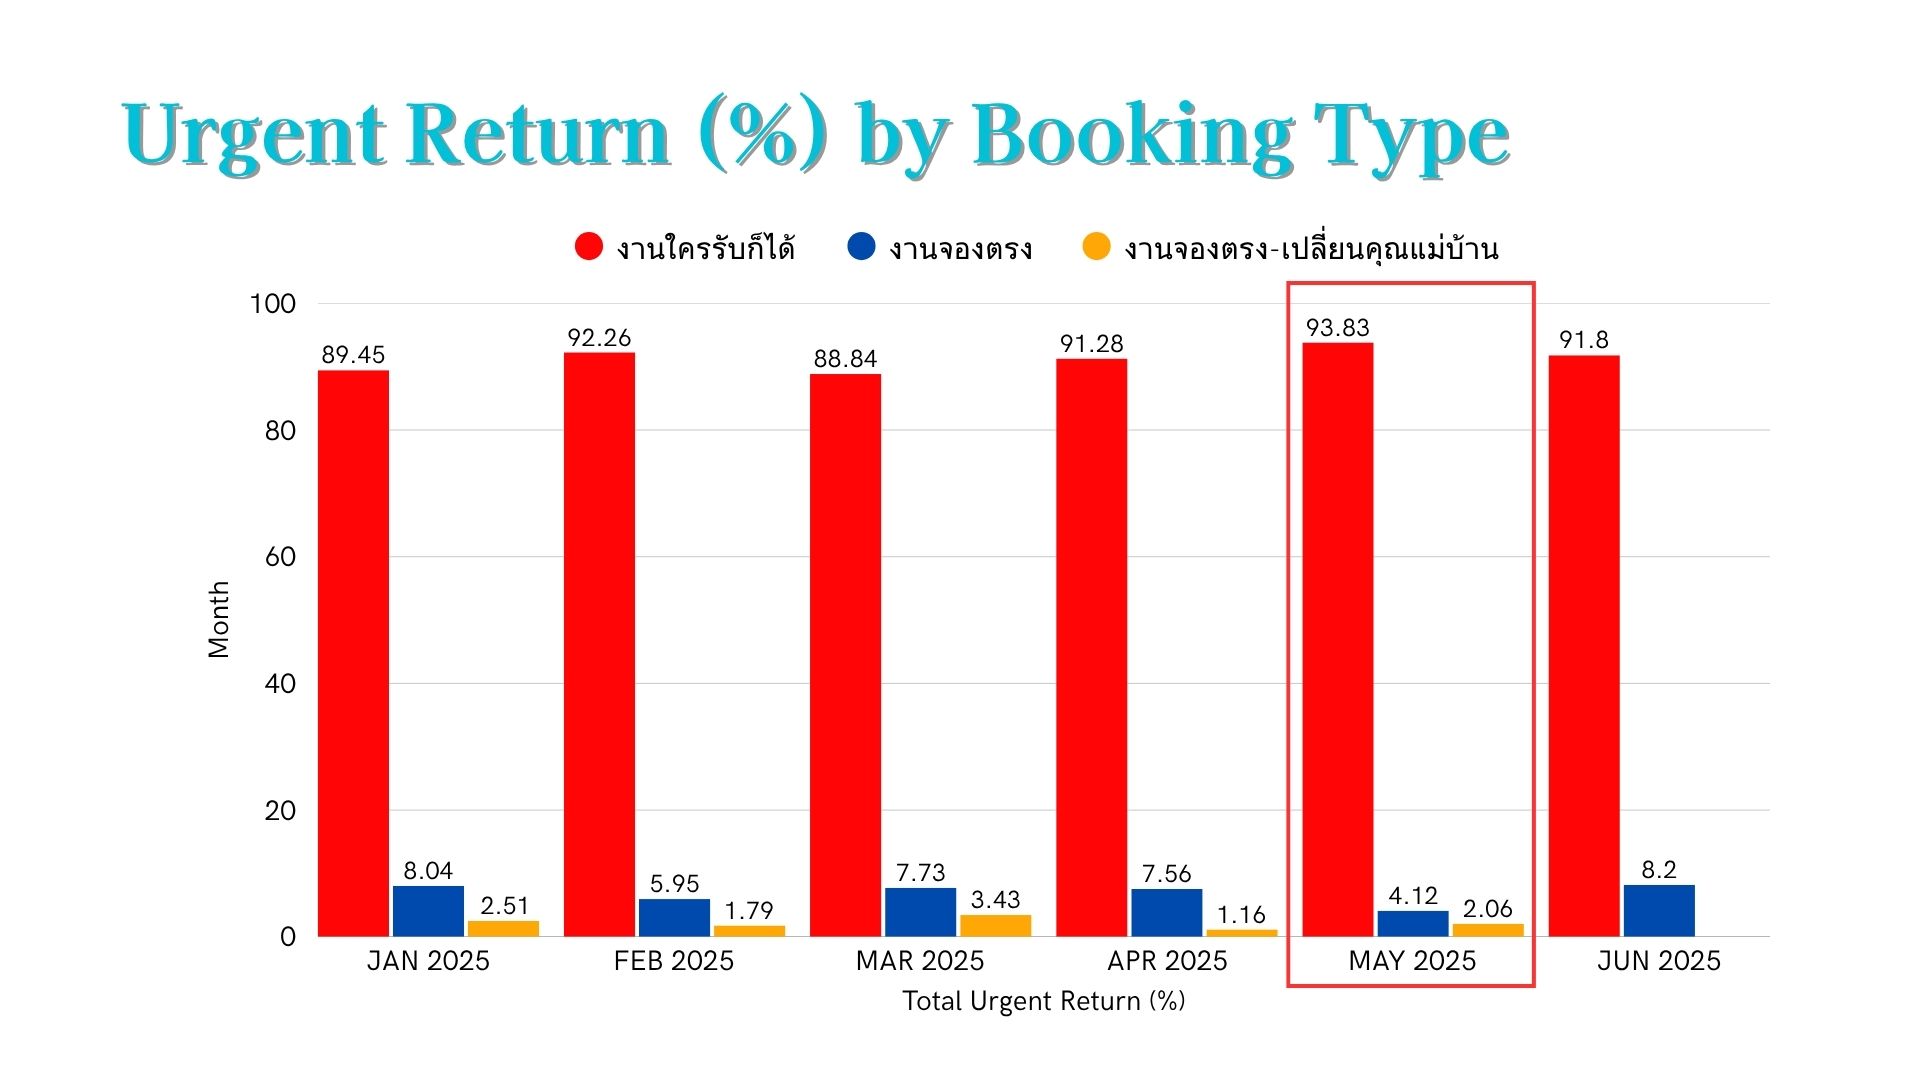 Urgent Return (%) by Booking Type
งานใครรับก็ได้ งานจองตรง งานจองตรง-เปลี่ยนคุณแม่บ้าน
100
80
60
40
20
0
Month
89.45 8.04 2.51
92.26 5.95 1.79
88.84 7.73 3.43
91.28 7.56 1.16
93.83 4.12 2.06
91.8 8.2
JAN 2025 FEB 2025 MAR 2025 APR 2025 MAY 2025 JUN 2025
Total Urgent Return (%)